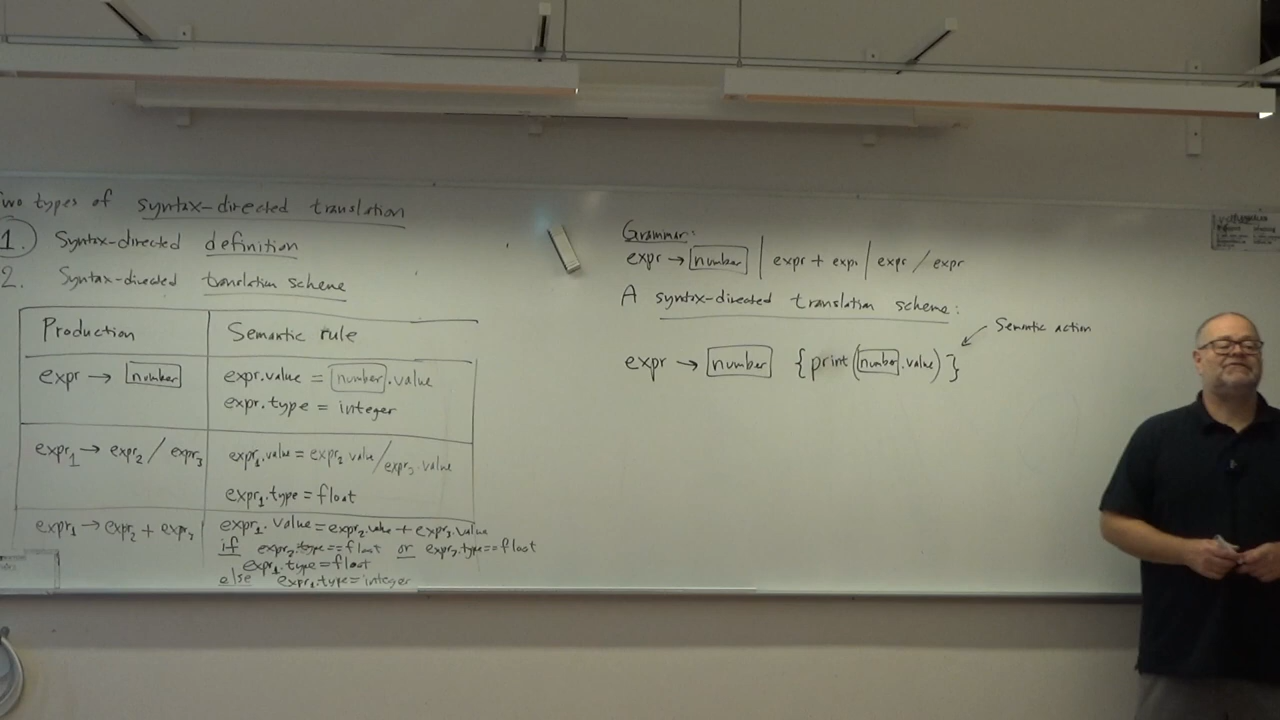 wo types of syntax-directed translation
1. Syntax-directed definition
2. Syntax-directed translation scheme
Production Semantic rule
expr → number expr.value = number.value
expr.type = integer
expr1 → expr2 / expr3 expr1.value = expr2.value / expr3.value
expr1.type = float
expr1 → expr2 + expr3 expr1.value = expr2.value + expr3.value
if expr2.type == float or expr3.type == float
expr1.type = float
else expr1.type = integer
Grammar:
expr → number | expr + expr | expr / expr
A syntax-directed translation scheme:
Semantic action
expr → number {print(number.value)}